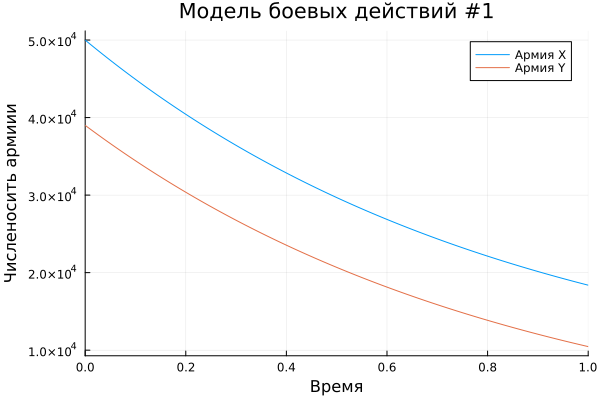 Модель боевых действий #1
Численосить армиии
5.0×10⁴
4.0×10⁴
3.0×10⁴
2.0×10⁴
1.0×10⁴
Армия X
Армия Y
0.0 0.2 0.4 0.6 0.8 1.0
Время